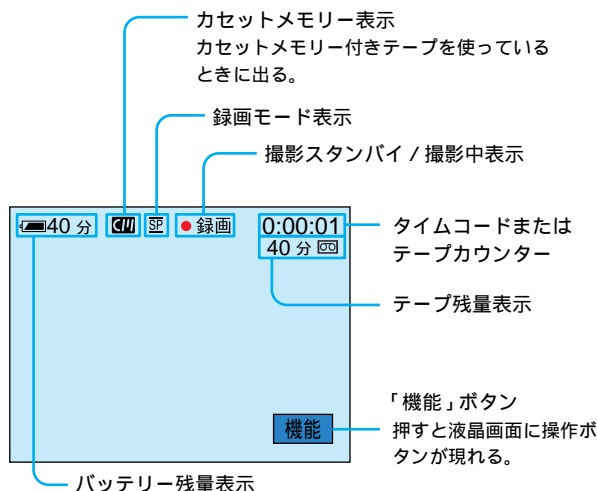 カセットメモリー表示
カセットメモリー付きテープを使っている
ときに出る。
録画モード表示
撮影スタンバイ / 撮影中表示
40 分 CM SP ●録画 0:00:01
40 分
タイムコードまたは
テープカウンター
テープ残量表示
機能
「機能」ボタン
押すと液晶画面に操作ボ
タンが現れる。
バッテリー残量表示